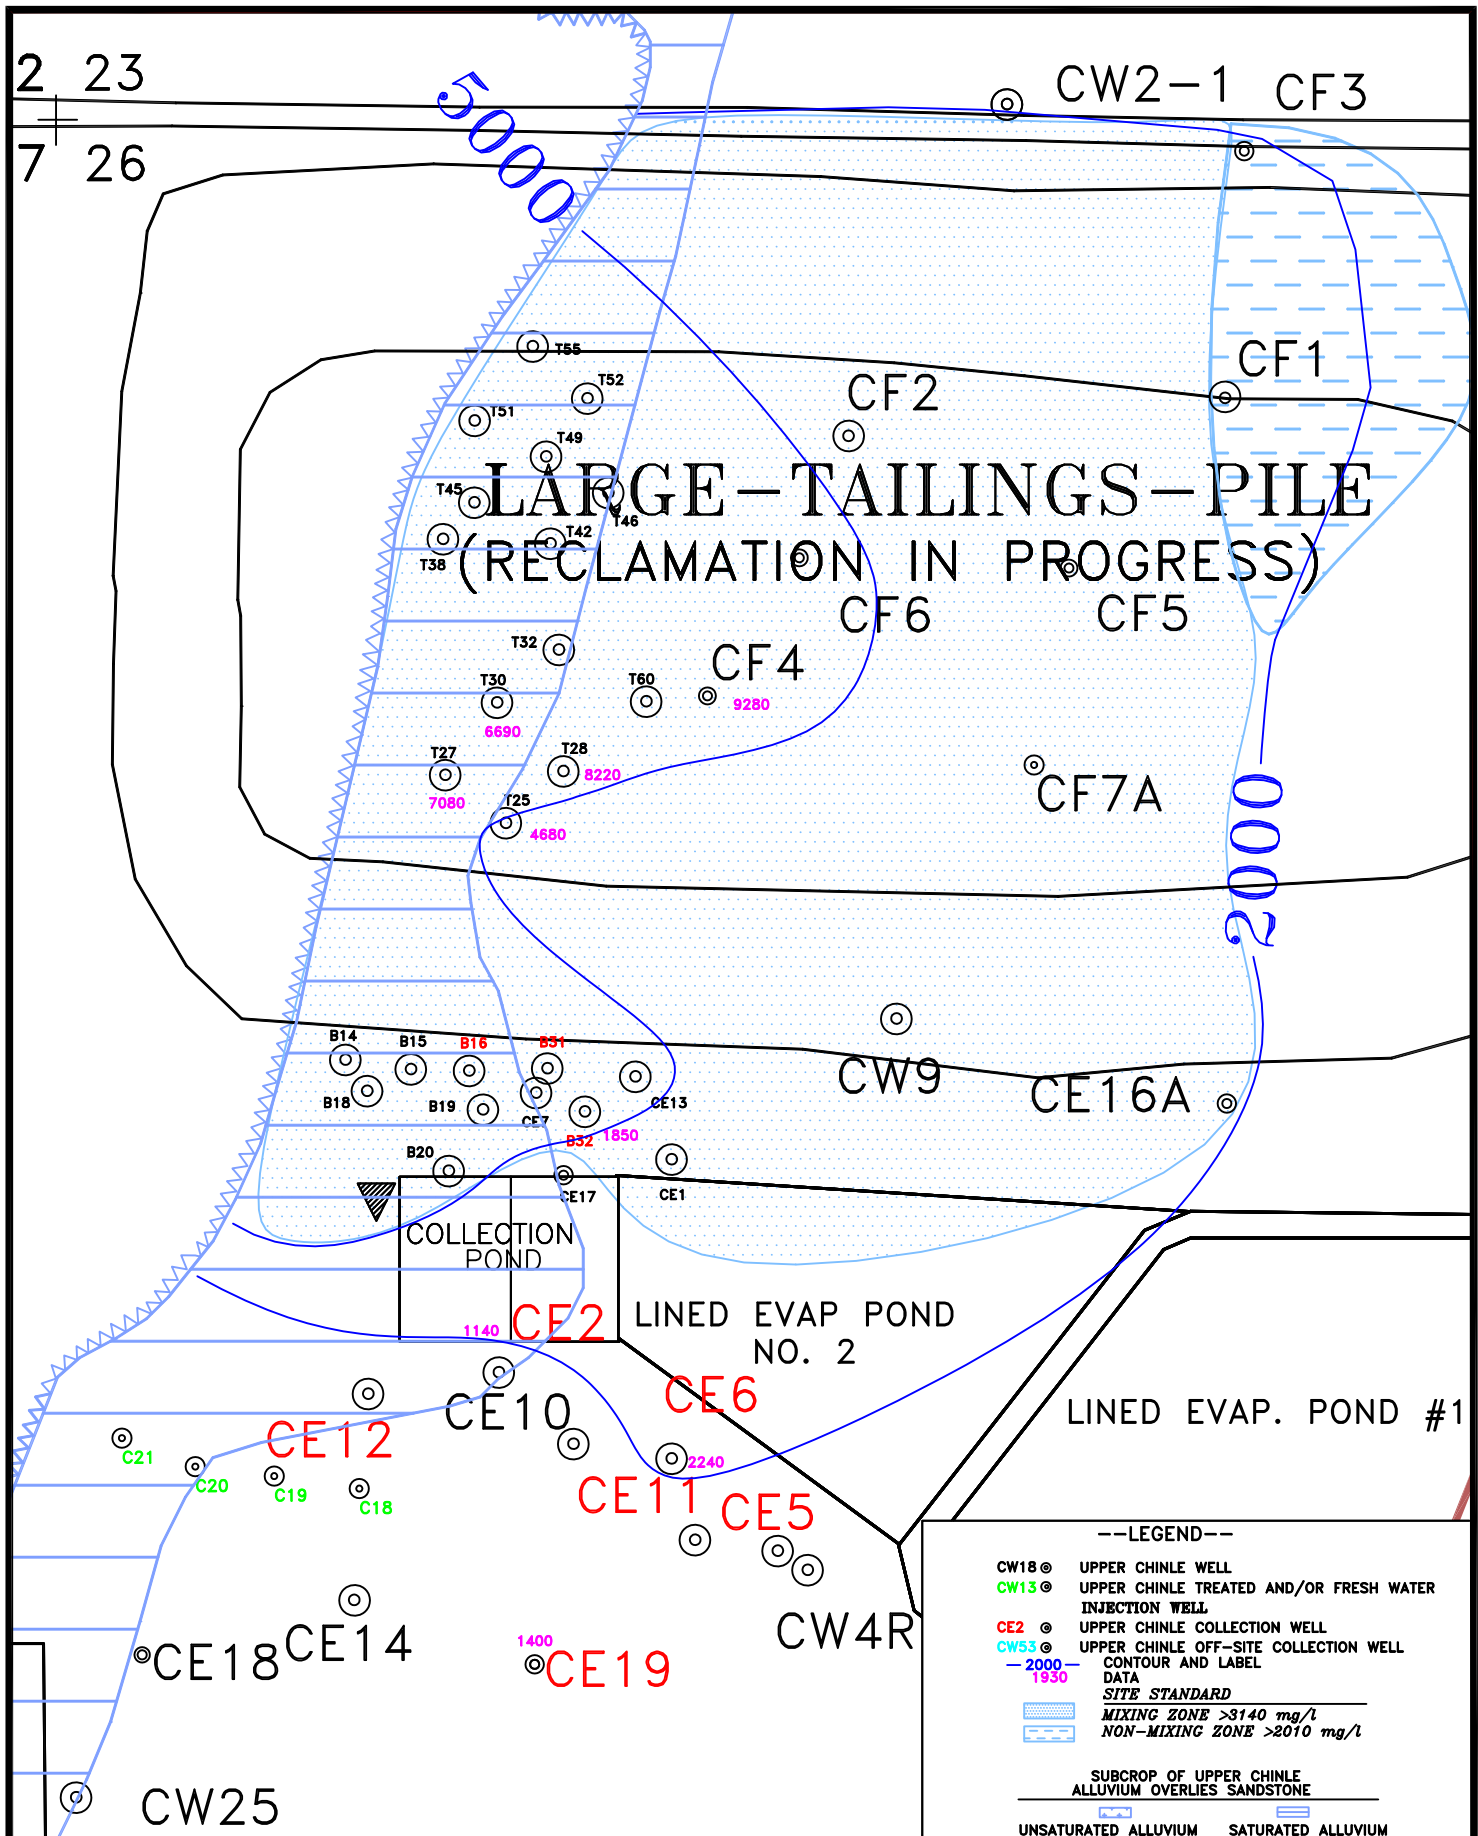 2 23
CW2-1
CF3
7 26
5000
T55
T52
CF1
CF2
T51
T49
LARGE-TAILINGS-PILE
T45
T46
T42
T38
(RECLAMATION IN PROGRESS)
CF6
CF5
T32
CF4
T30
T60
9280
6690
T28
T27
8220
CF7A
7080
T25
4680
2000
B14
B15
B16
B31
CW9
CE16A
B18
B19
CE7
CE13
B32
1850
B20
CE17
CE1
COLLECTION
POND
1140
CE2
LINED EVAP POND
NO. 2
CE6
CE10
LINED EVAP. POND #1
CE12
C21
C20
C19
C18
2240
CE11
CE5
CW4R
CE14
CE18
1400
CE19
CW25
--LEGEND--
CW18 UPPER CHINLE WELL
CW13 UPPER CHINLE TREATED AND/OR FRESH WATER
INJECTION WELL
CE2 UPPER CHINLE COLLECTION WELL
CW53 UPPER CHINLE OFF-SITE COLLECTION WELL
2000 CONTOUR AND LABEL
1930 DATA
SITE STANDARD
MIXING ZONE >3140 mg/l
NON-MIXING ZONE >2010 mg/l
SUBCROP OF UPPER CHINLE
ALLUVIUM OVERLIES SANDSTONE
UNSATURATED ALLUVIUM SATURATED ALLUVIUM